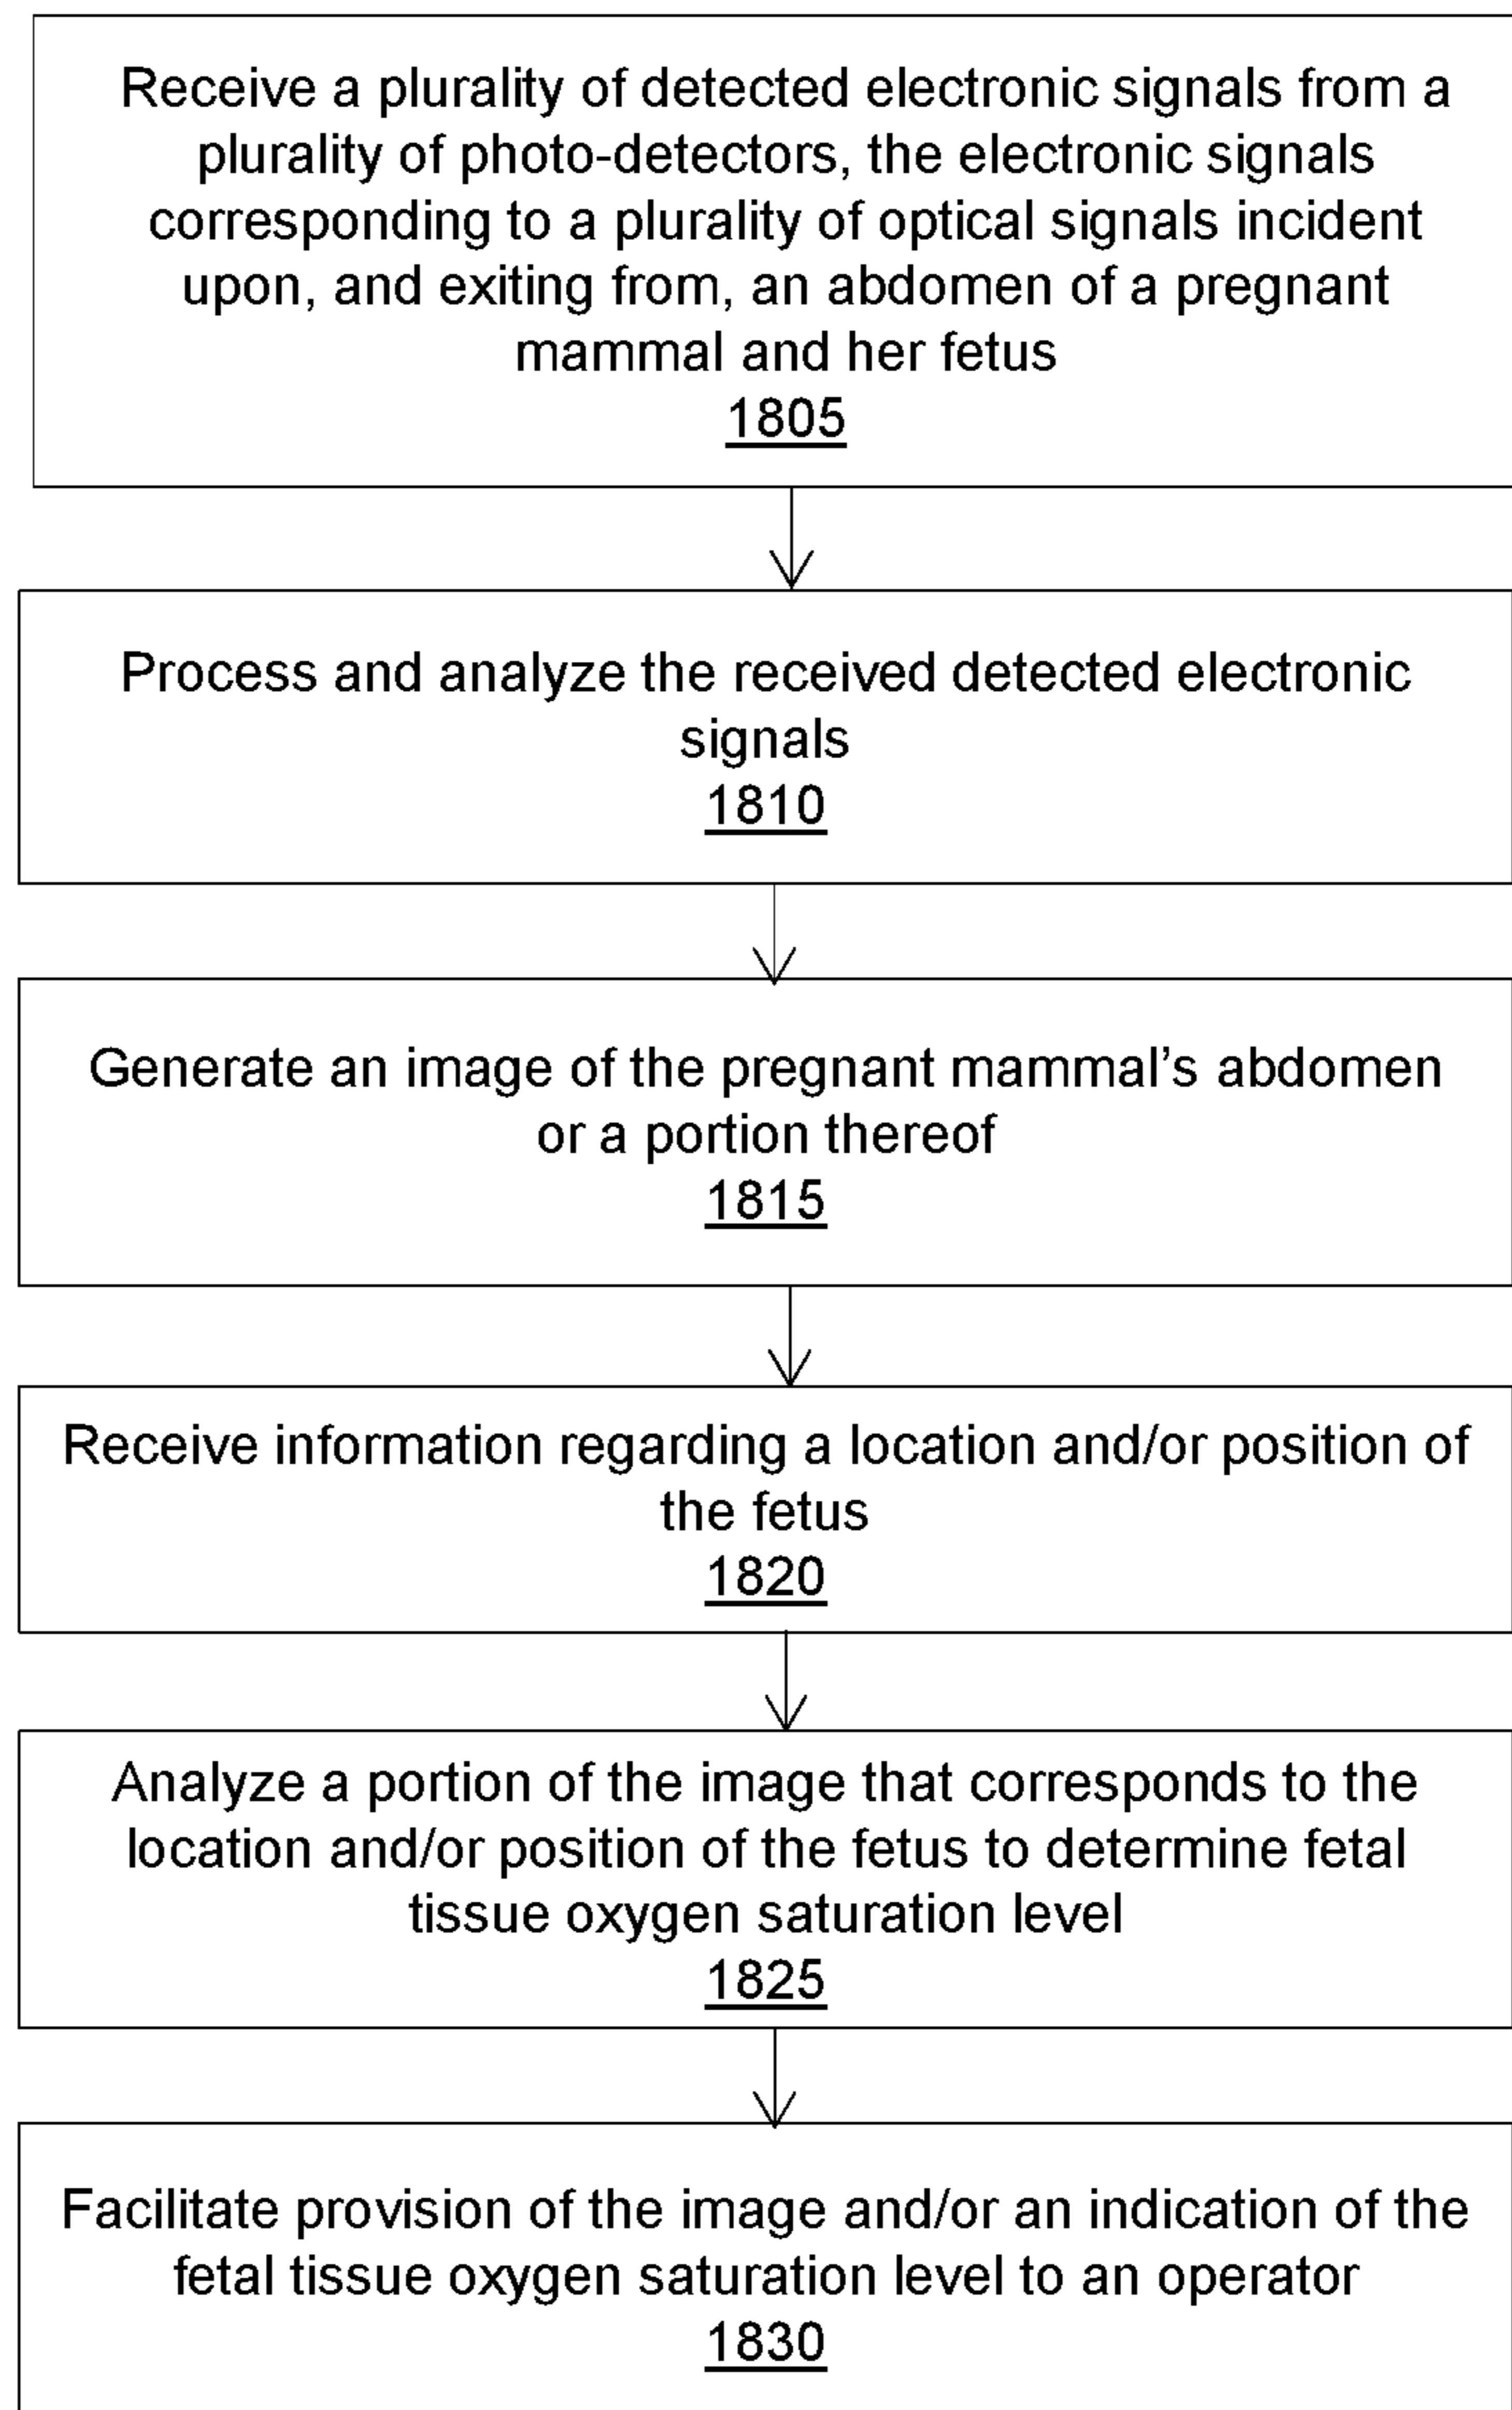 Receive a plurality of detected electronic signals from a
plurality of photo-detectors, the electronic signals
corresponding to a plurality of optical signals incident
upon, and exiting from, an abdomen of a pregnant
mammal and her fetus
1805
Process and analyze the received detected electronic
signals
1810
Generate an image of the pregnant mammal’s abdomen
or a portion thereof
1815
Receive information regarding a location and/or position of
the fetus
1820
Analyze a portion of the image that corresponds to the
location and/or position of the fetus to determine fetal
tissue oxygen saturation level
1825
Facilitate provision of the image and/or an indication of the
fetal tissue oxygen saturation level to an operator
1830